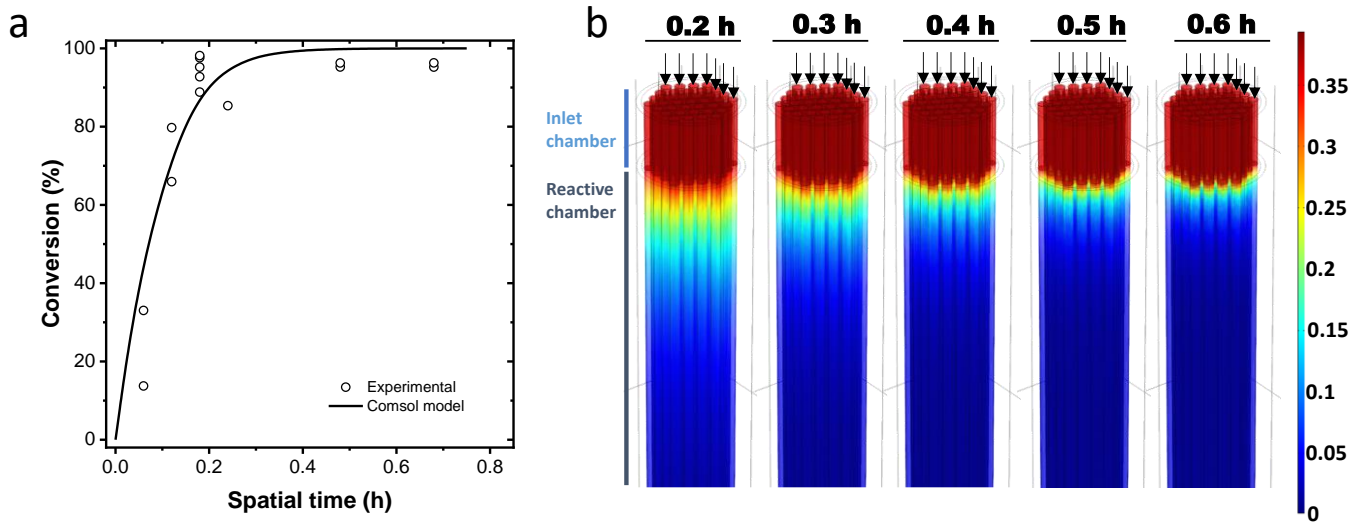 a
100
80
60
40
20
0
Conversion (%)
0.0 0.2 0.4 0.6 0.8
Spatial time (h)
Experimental
Comsol model
b
0.2 h 0.3 h 0.4 h 0.5 h 0.6 h
Inlet
chamber
Reactive
chamber
0.35
0.3
0.25
0.2
0.15
0.1
0.05
0